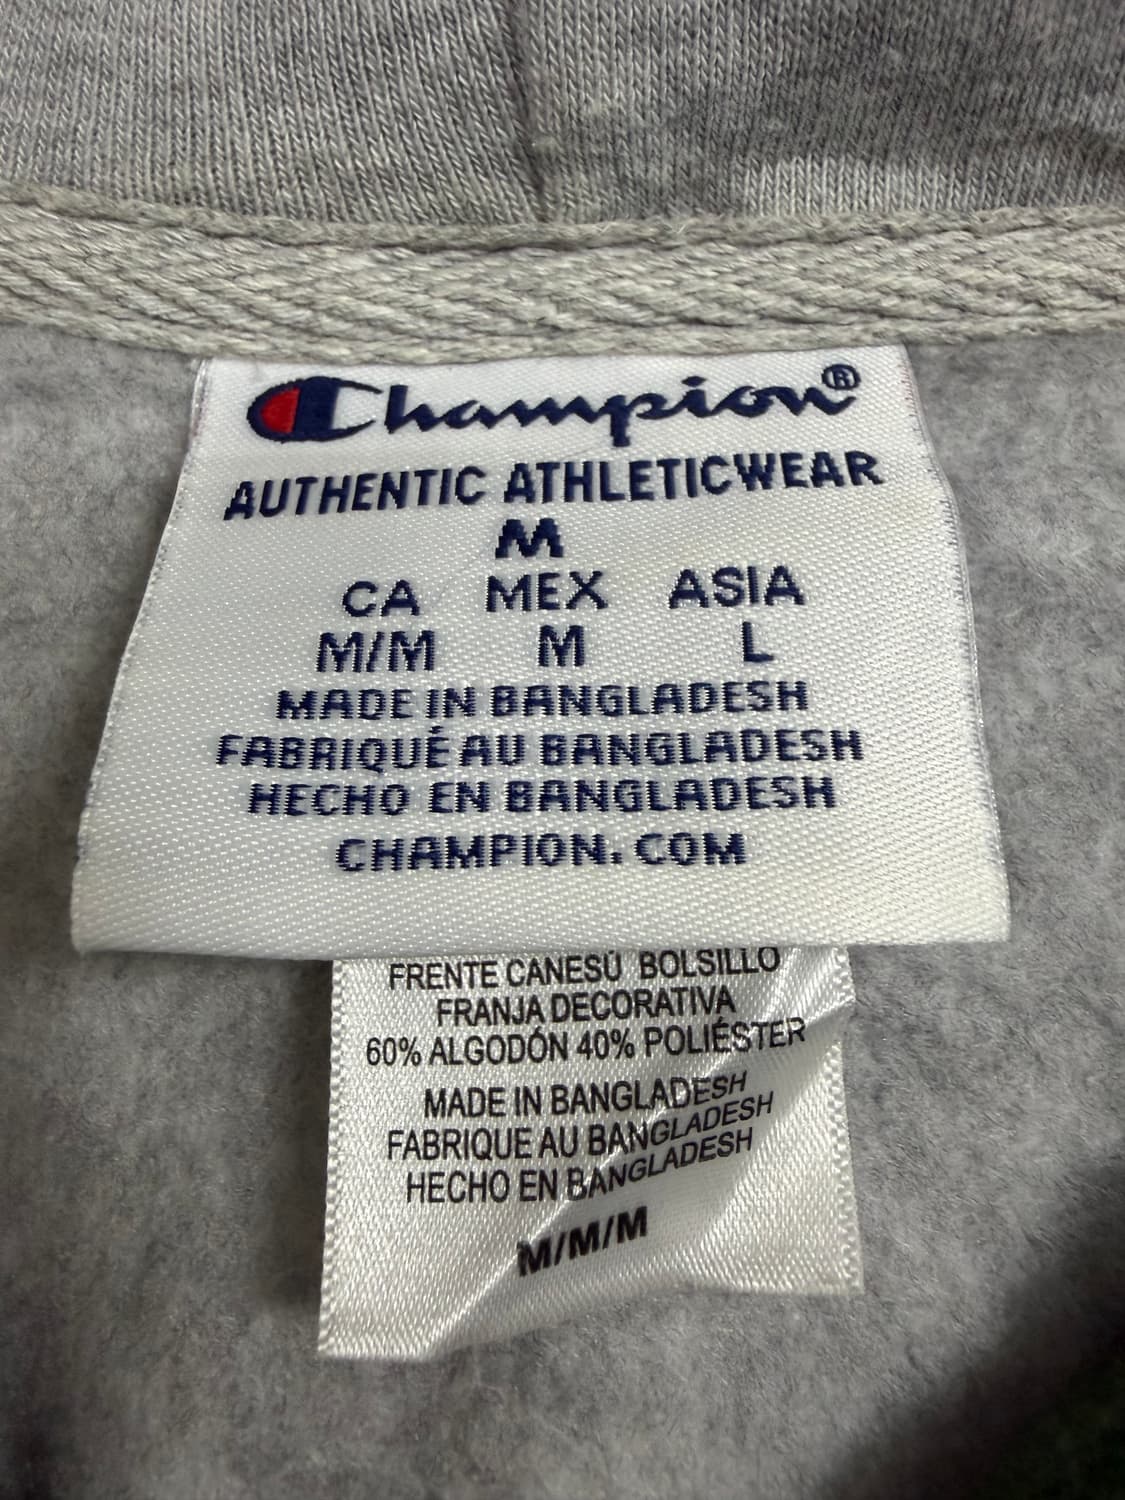 Champion®
AUTHENTIC ATHLETICWEAR
M
CA MEX ASIA
M/M M L
MADE IN BANGLADESH
FABRIQUÉ AU BANGLADESH
HECHO EN BANGLADESH
CHAMPION.COM
FRENTE CANESÚ BOLSILLO
FRANJA DECORATIVA
60% ALGODÓN 40% POLIÉSTER
MADE IN BANGLADESH
FABRIQUE AU BANGLADESH
HECHO EN BANGLADESH
M/M/M